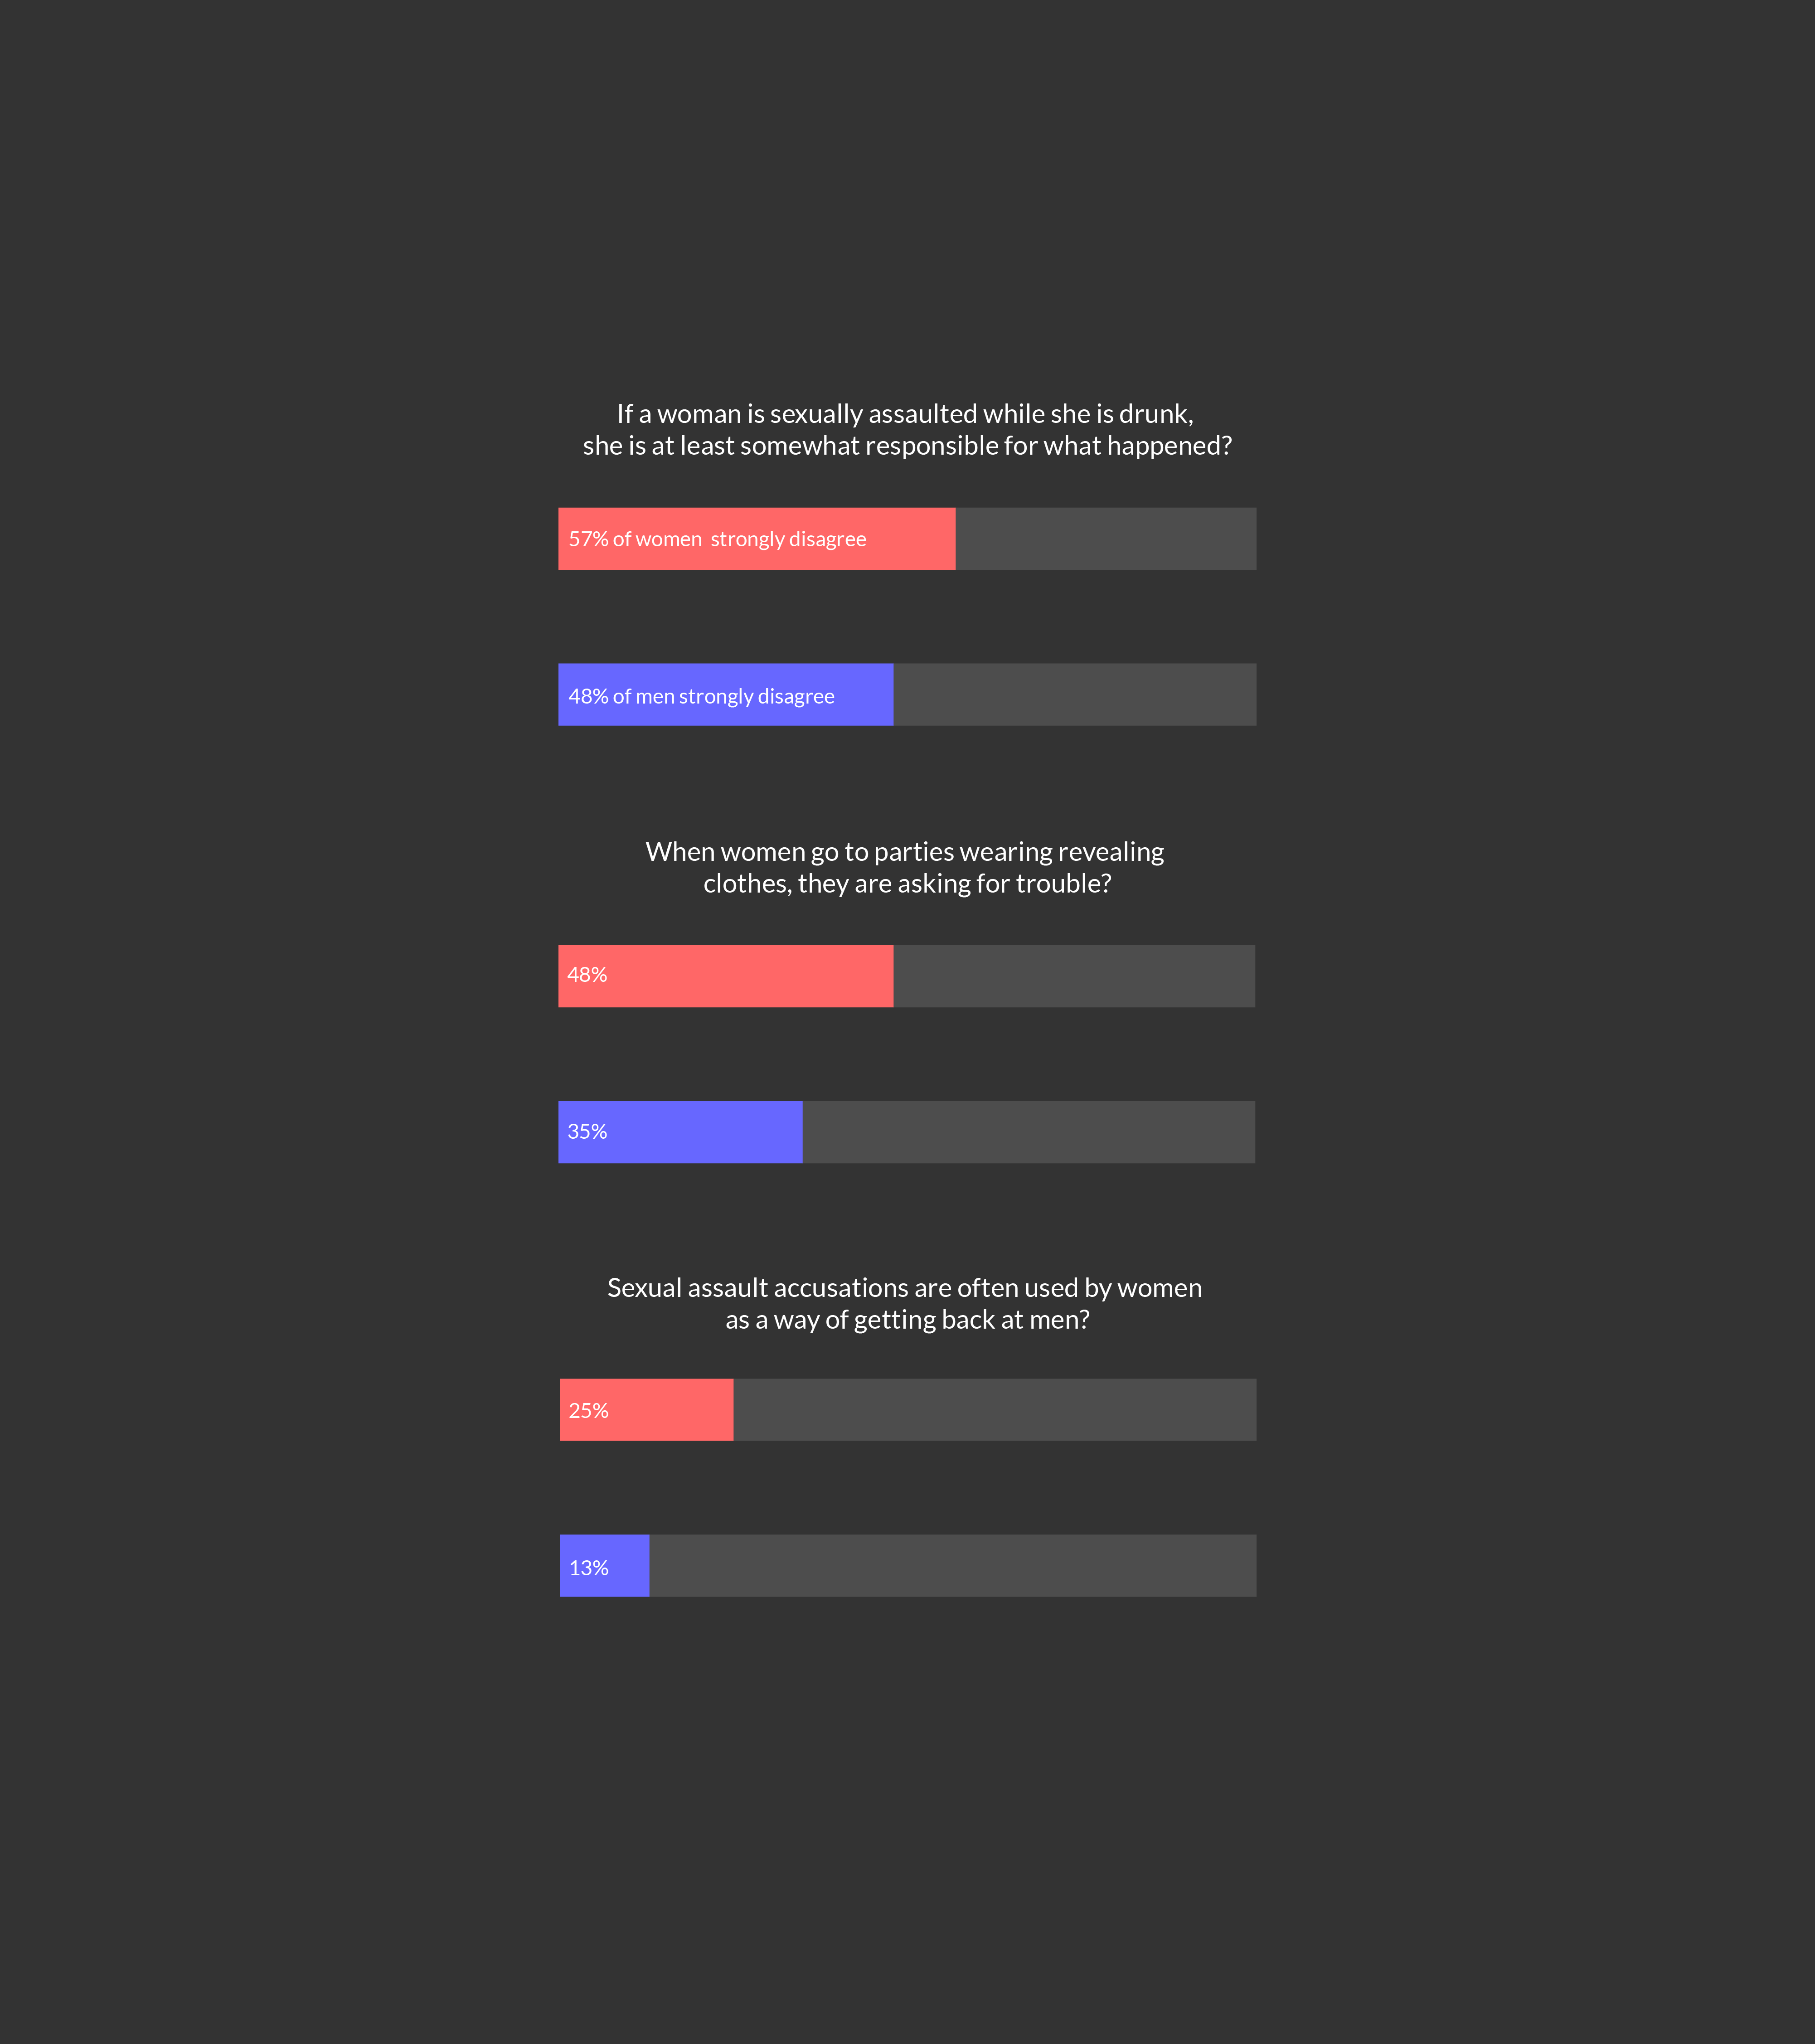 If a woman is sexually assaulted while she is drunk,
she is at least somewhat responsible for what happened?
57% of women  strongly disagree
48% of men strongly disagree
When women go to parties wearing revealing
clothes, they are asking for trouble?
48%
35%
Sexual assault accusations are often used by women
as a way of getting back at men?
25%
13%